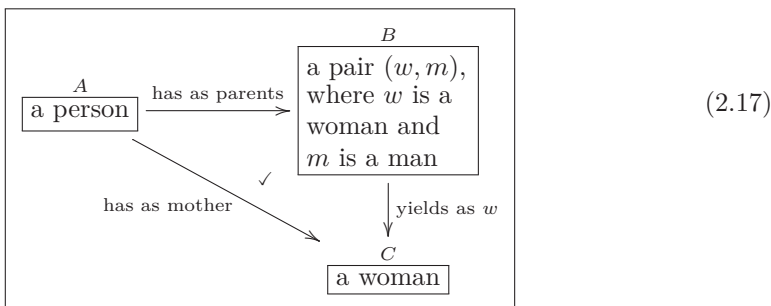 B
a pair (w, m),
where w is a
woman and
m is a man
A
a person
has as parents
(2.17)
✓
has as mother
yields as w
C
a woman